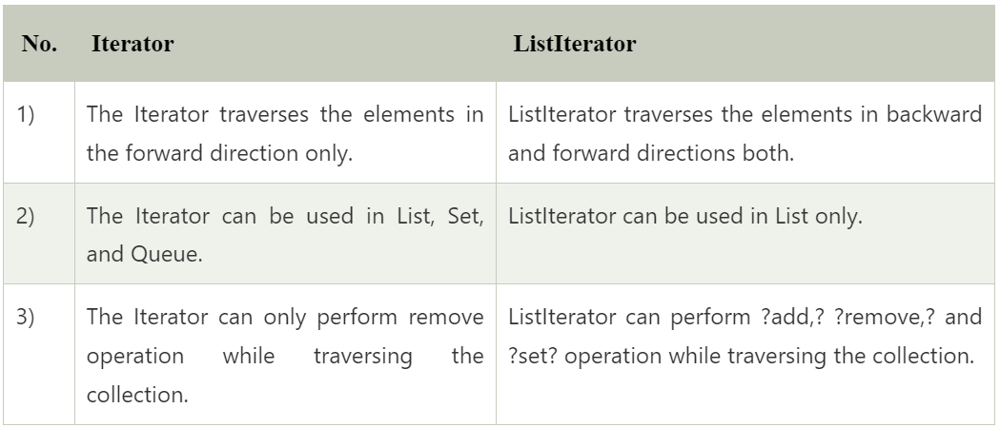 No. Iterator ListIterator
1) The Iterator traverses the elements in the forward direction only. ListIterator traverses the elements in backward and forward directions both.
2) The Iterator can be used in List, Set, and Queue. ListIterator can be used in List only.
3) The Iterator can only perform remove operation while traversing the collection. ListIterator can perform ?add,? ?remove,? and ?set? operation while traversing the collection.